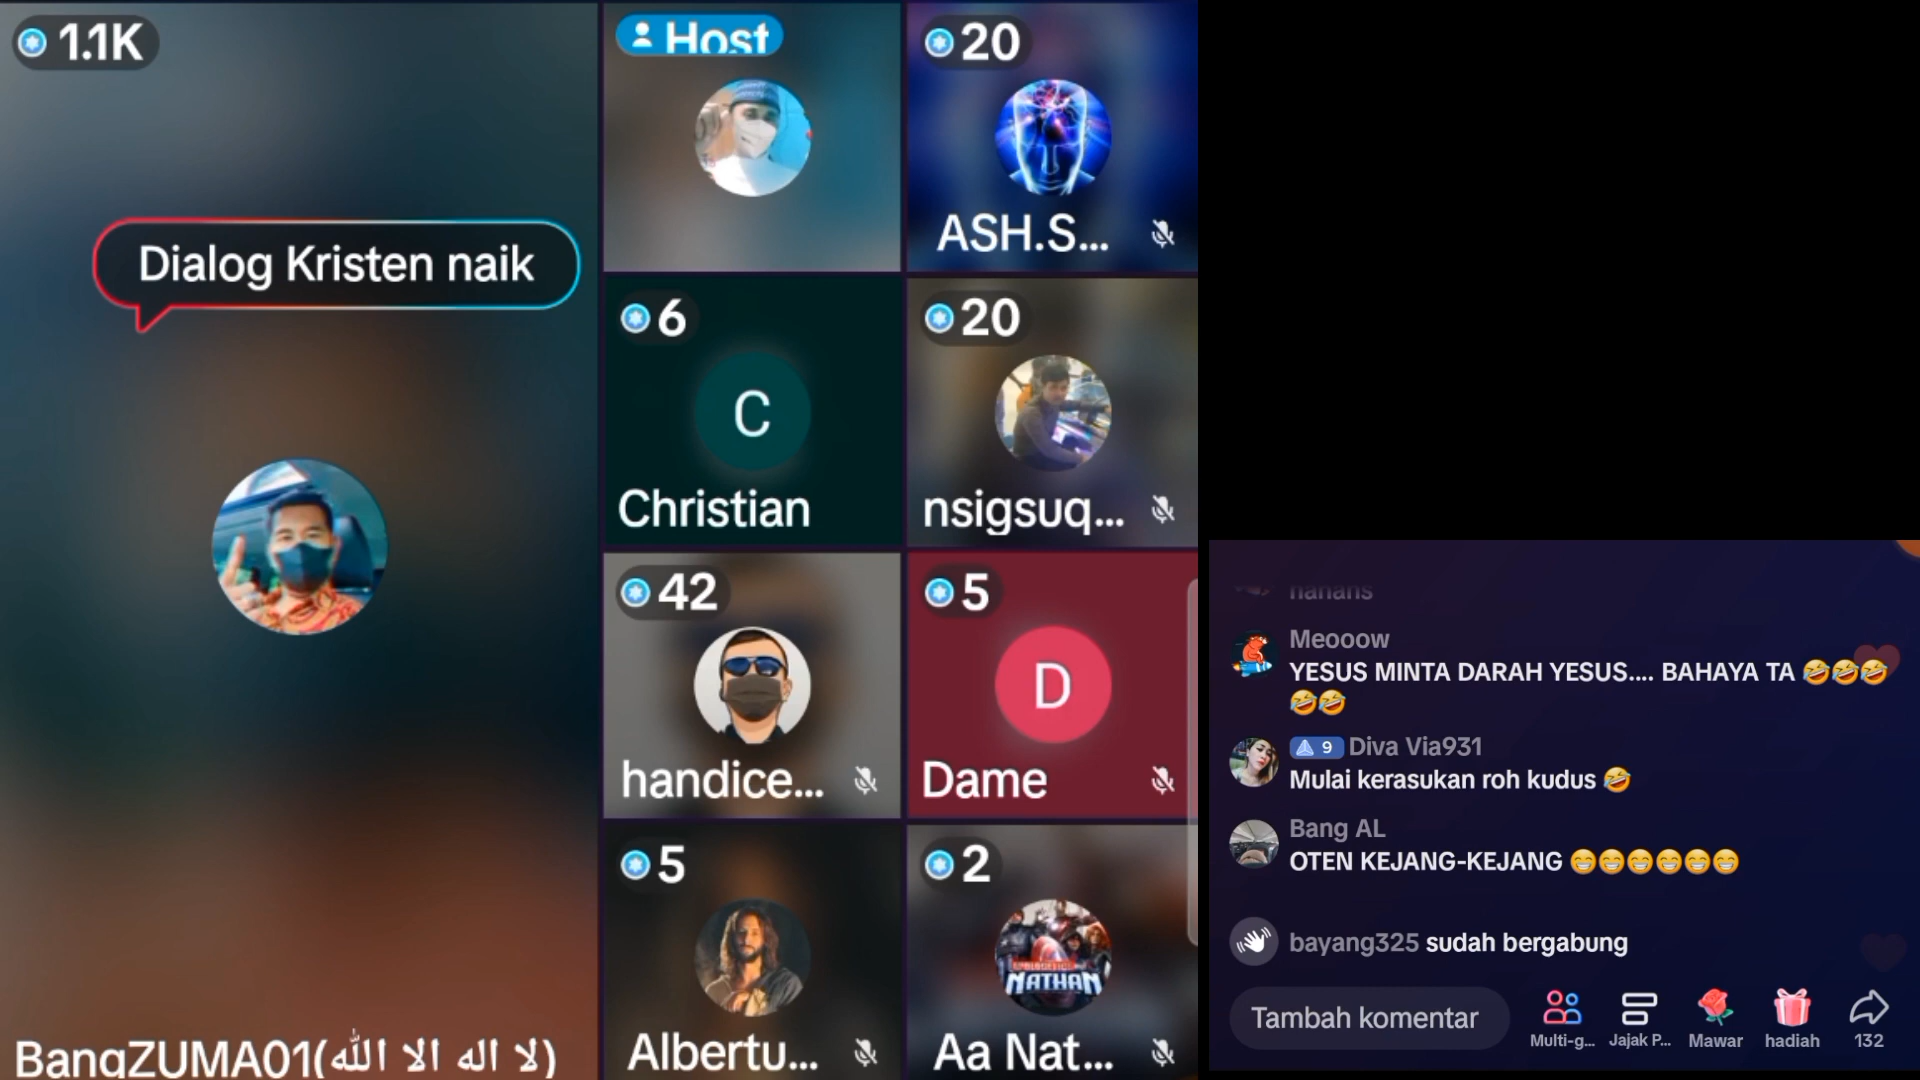 1.1K
Dialog Kristen naik
BangZUMA01(لا اله الا الله)
Host
20
ASH.S...
6
C
Christian
20
nsigsuq...
42
handice...
5
D
Dame
5
Albertu...
2
NATHAN
Aa Nat...
Meooow
YESUS MINTA DARAH YESUS.... BAHAYA TA 🤣🤣🤣
🤣🤣
9 Diva Via931
Mulai kerasukan roh kudus 🤣
Bang AL
OTEN KEJANG-KEJANG 😁😁😁😁😁😁
bayang325 sudah bergabung
Tambah komentar
Multi-g...
Jajak P...
Mawar
hadiah
132